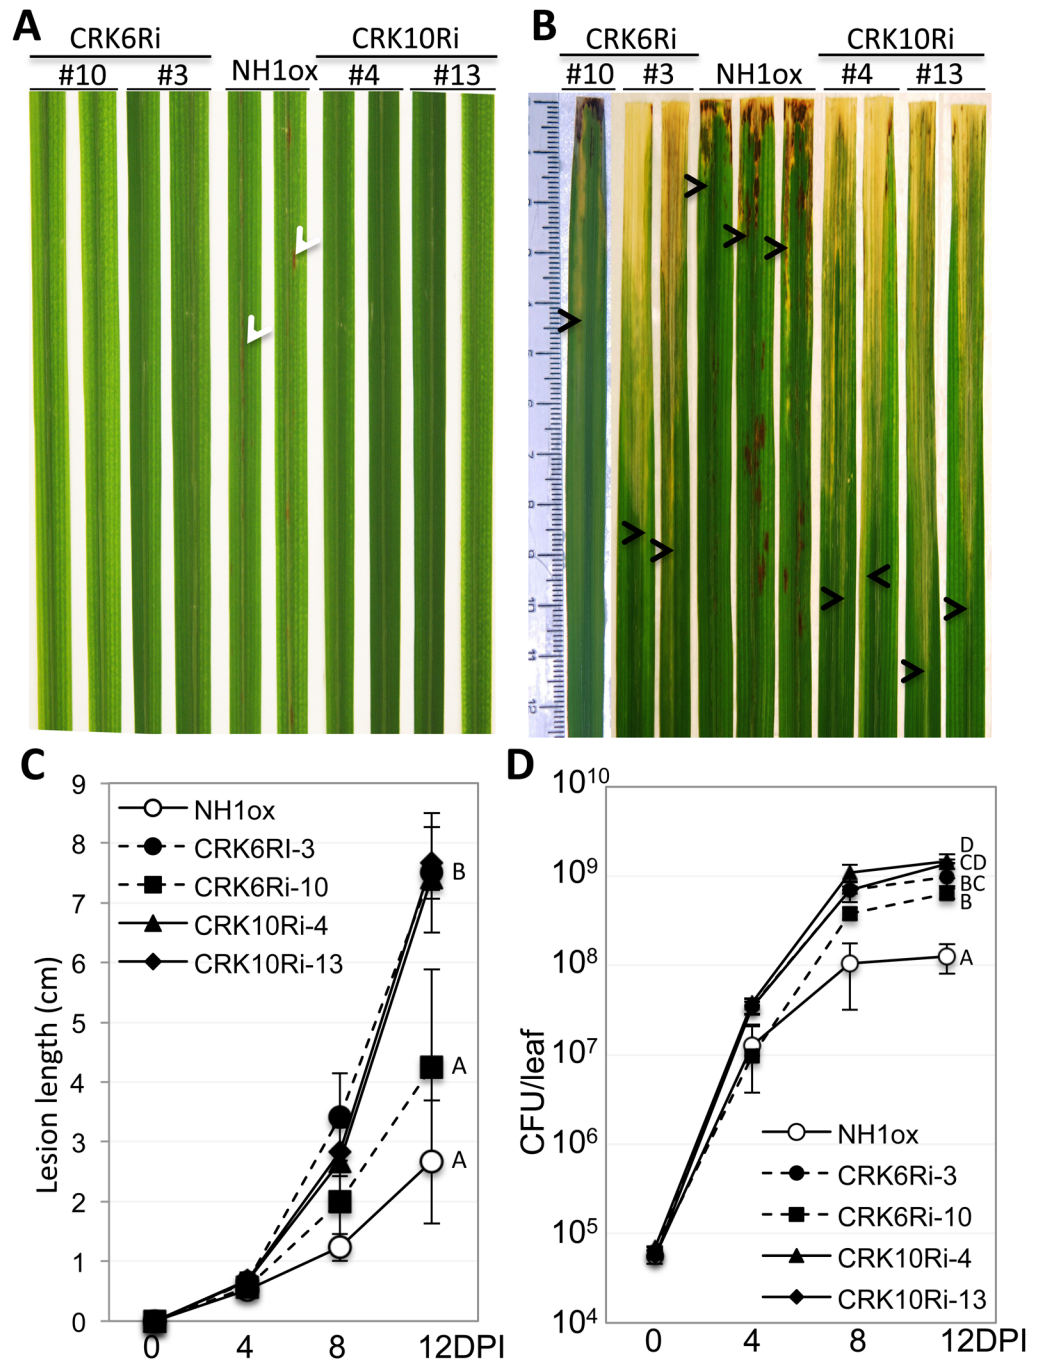 A
CRK6Ri
CRK10Ri
#10
#3
NH1ox
#4
#13
B
CRK6Ri
CRK10Ri
#10
#3
NH1ox
#4
#13
C
9
8
7
6
5
4
3
2
1
0
Lesion length (cm)
NH1ox
CRK6RI-3
CRK6Ri-10
CRK10Ri-4
CRK10Ri-13
B
A
A
0
4
8
12DPI
D
10^10
10^9
10^8
10^7
10^6
10^5
10^4
CFU/leaf
D
CD
BC
B
A
NH1ox
CRK6Ri-3
CRK6Ri-10
CRK10Ri-4
CRK10Ri-13
0
4
8
12DPI